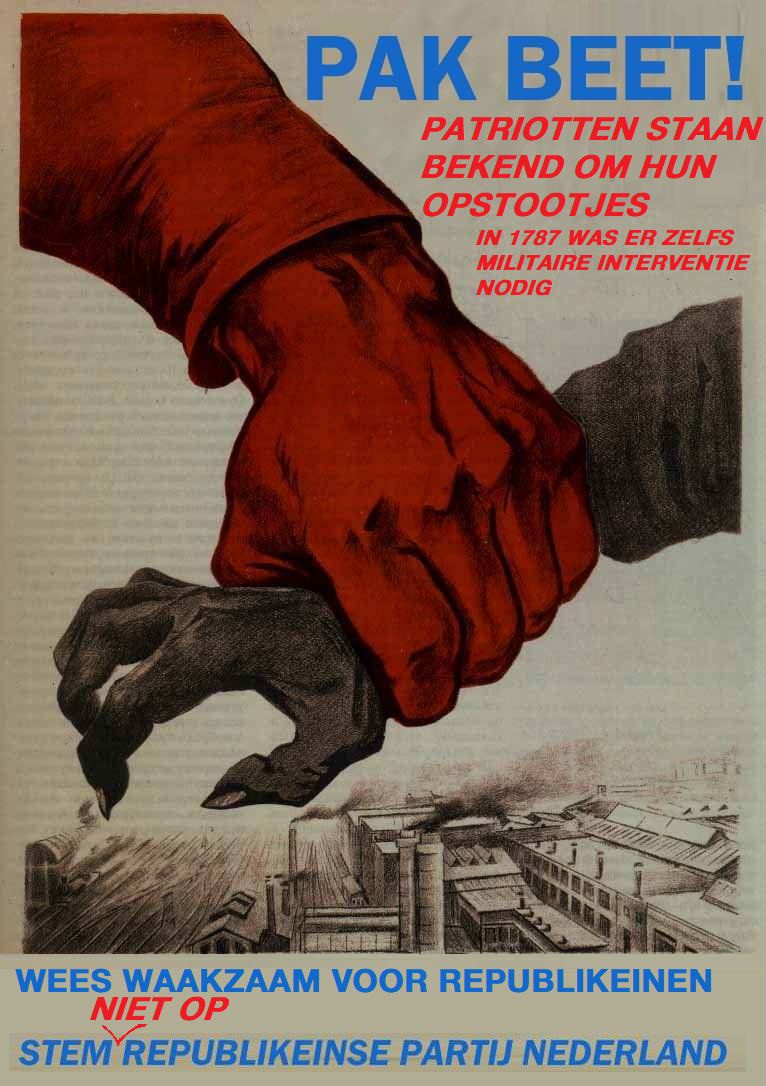 PAK BEET!
PATRIOTTEN STAAN
BEKEND OM HUN
OPSTOOTJES
IN 1787 WAS ER ZELFS
MILITAIRE INTERVENTIE
NODIG
WEES WAAKZAAM VOOR REPUBLIKEINEN
NIET OP
STEM REPUBLIKEINSE PARTIJ NEDERLAND